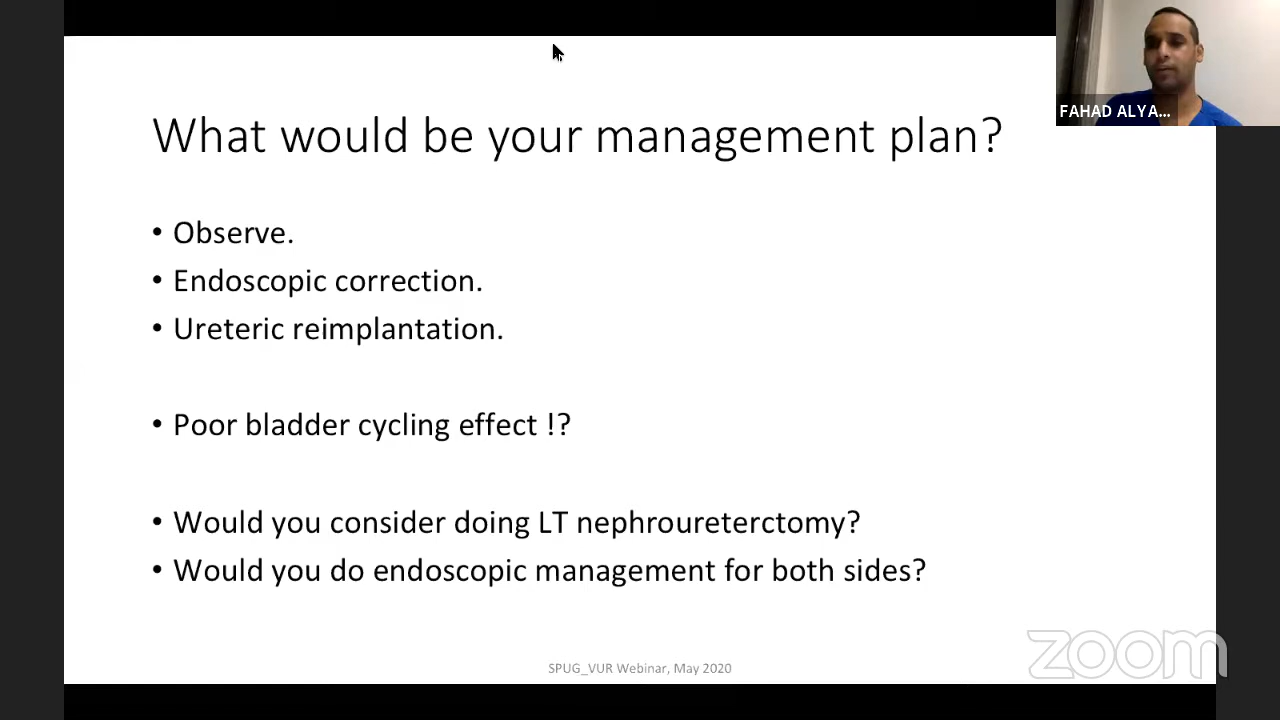 FAHAD ALYA...
What would be your management plan?
• Observe.
• Endoscopic correction.
• Ureteric reimplantation.
• Poor bladder cycling effect !?
• Would you consider doing LT nephroureterctomy?
• Would you do endoscopic management for both sides?
SPUG_VUR Webinar, May 2020
zoom